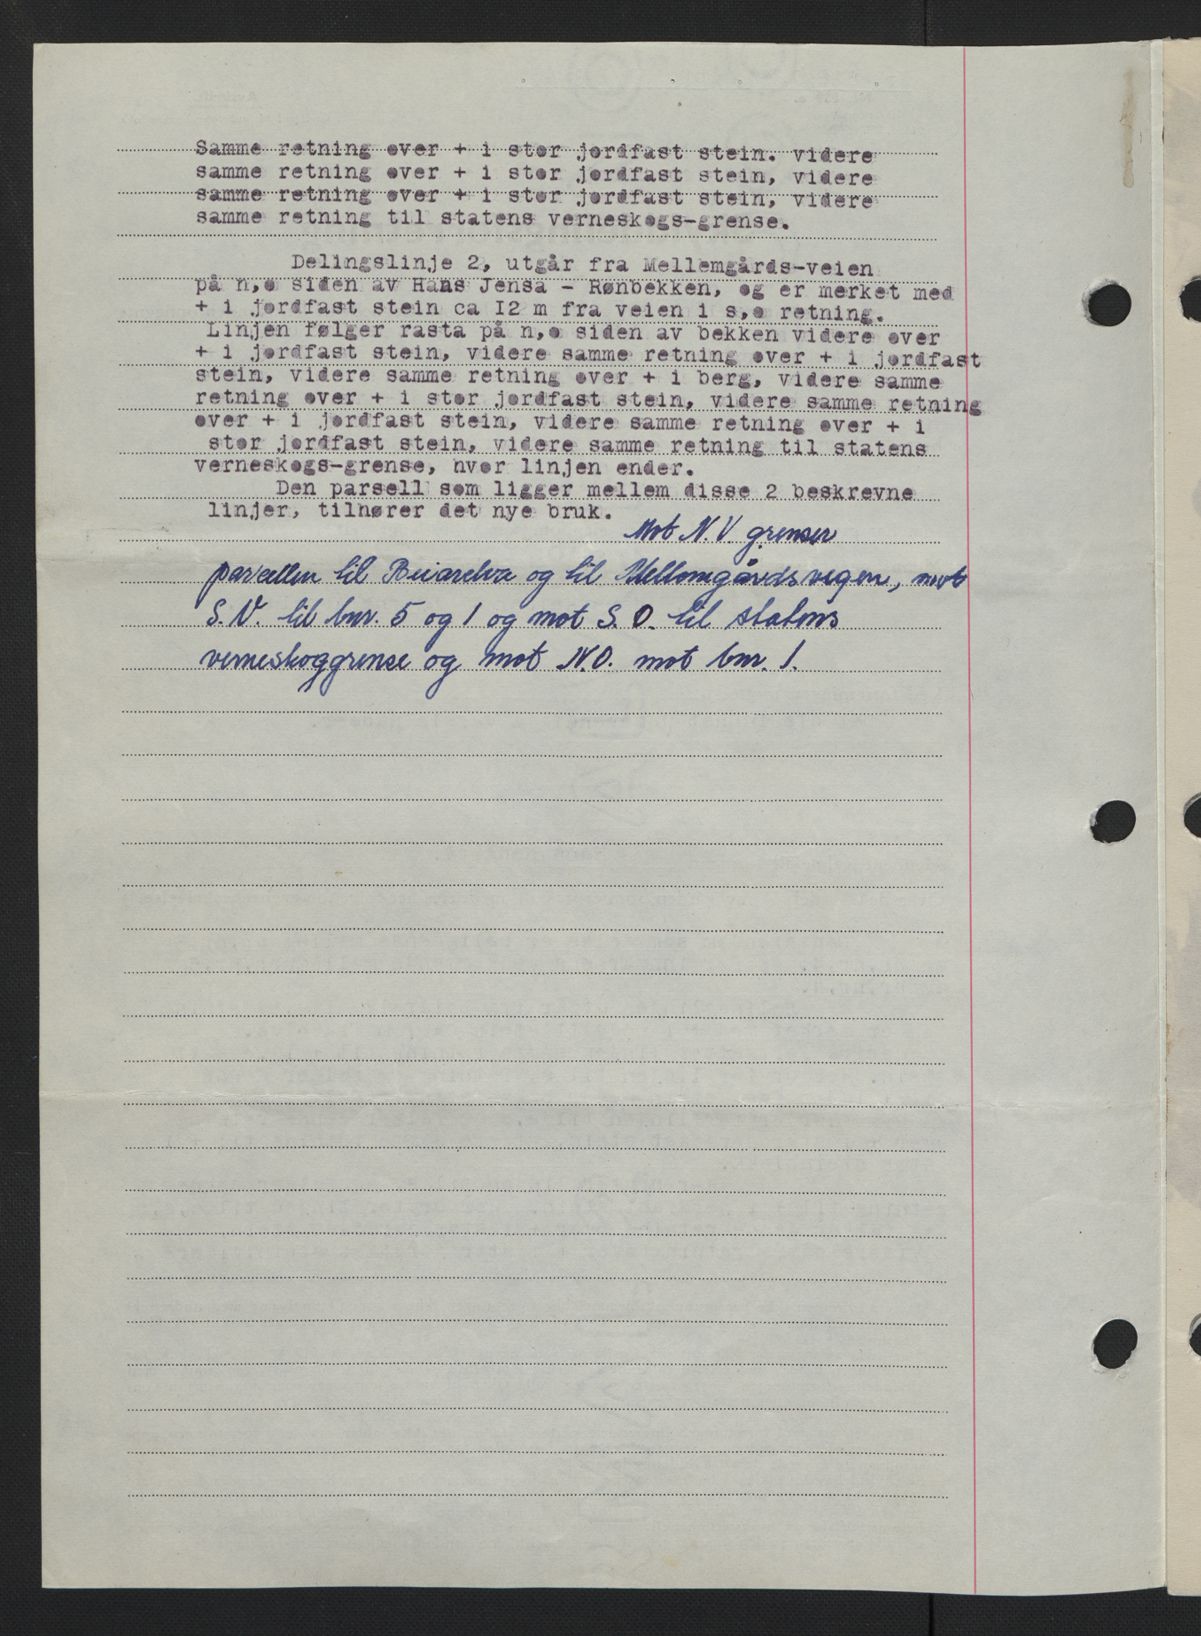 Samme retning over + i stor jordfast stein. videre
samme retning over + i stor jordfast stein, videre
samme retning over + i stor jordfast stein, videre
samme retning til statens verneskogs-grense.
Delingslinje 2, utgår fra Mellemgårds-veien
på n,ø siden av Hans Jensa - Rønbekken, og er merket med
+ i jordfast stein ca 12 m fra veien i s,ø retning.
Linjen følger rasta på n,ø siden av bekken videre over
+ i jordfast stein, videre samme retning over + i jordfast
stein, videre samme retning over + i berg, videre samme
retning over + i stor jordfast stein, videre samme retning
over + i jordfast stein, videre samme retning over + i
stor jordfast stein, videre samme retning til statens
verneskogs-grense, hvor linjen ender.
Den parsell som ligger mellem disse 2 beskrevne
linjer, tilhører det nye bruk.
Mot N.V. grenser
parcellen til Beiarelva og til Mellomgårdsvegen, mot
S.V. til bnr. 5 og 1 og mot S.O. til statens
verneskoggrense og mot N.O. mot bnr. 1.